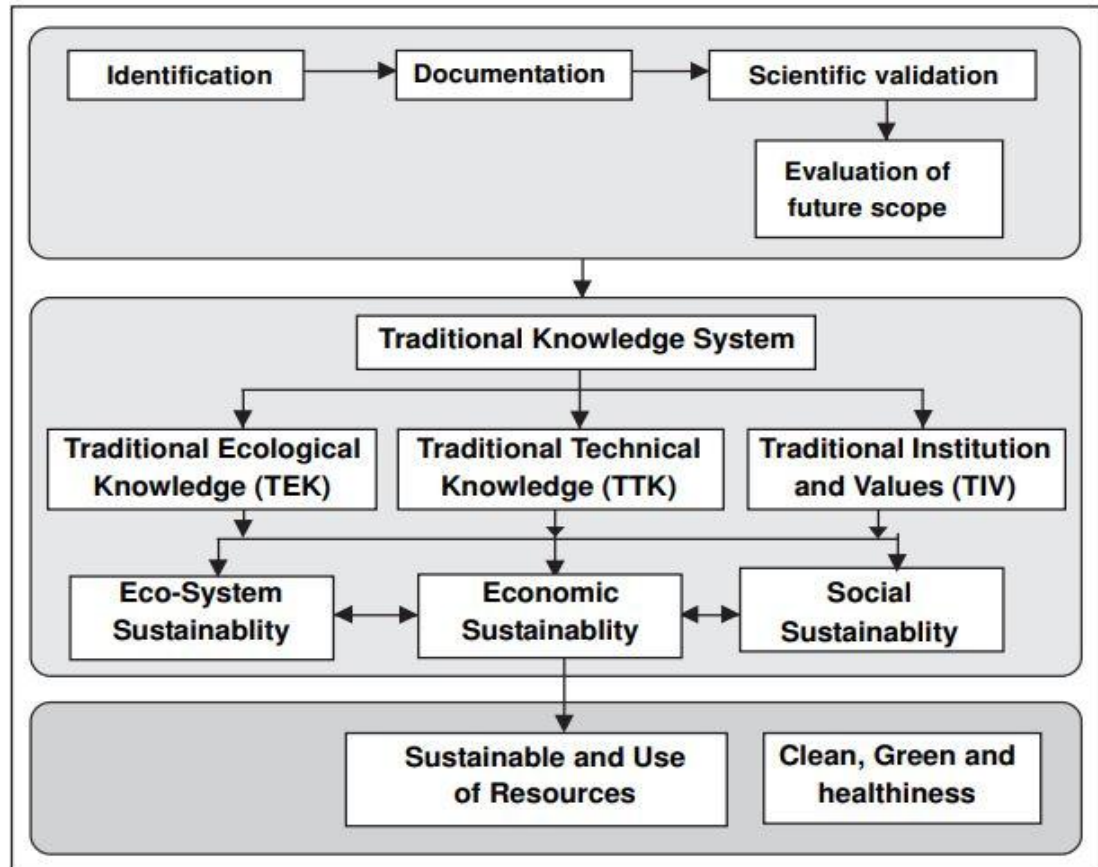 Identification
Documentation
Scientific validation
Evaluation of
future scope
Traditional Knowledge System
Traditional Ecological
Knowledge (TEK)
Traditional Technical
Knowledge (TTK)
Traditional Institution
and Values (TIV)
Eco-System
Sustainablity
Economic
Sustainablity
Social
Sustainablity
Sustainable and Use
of Resources
Clean, Green and
healthiness